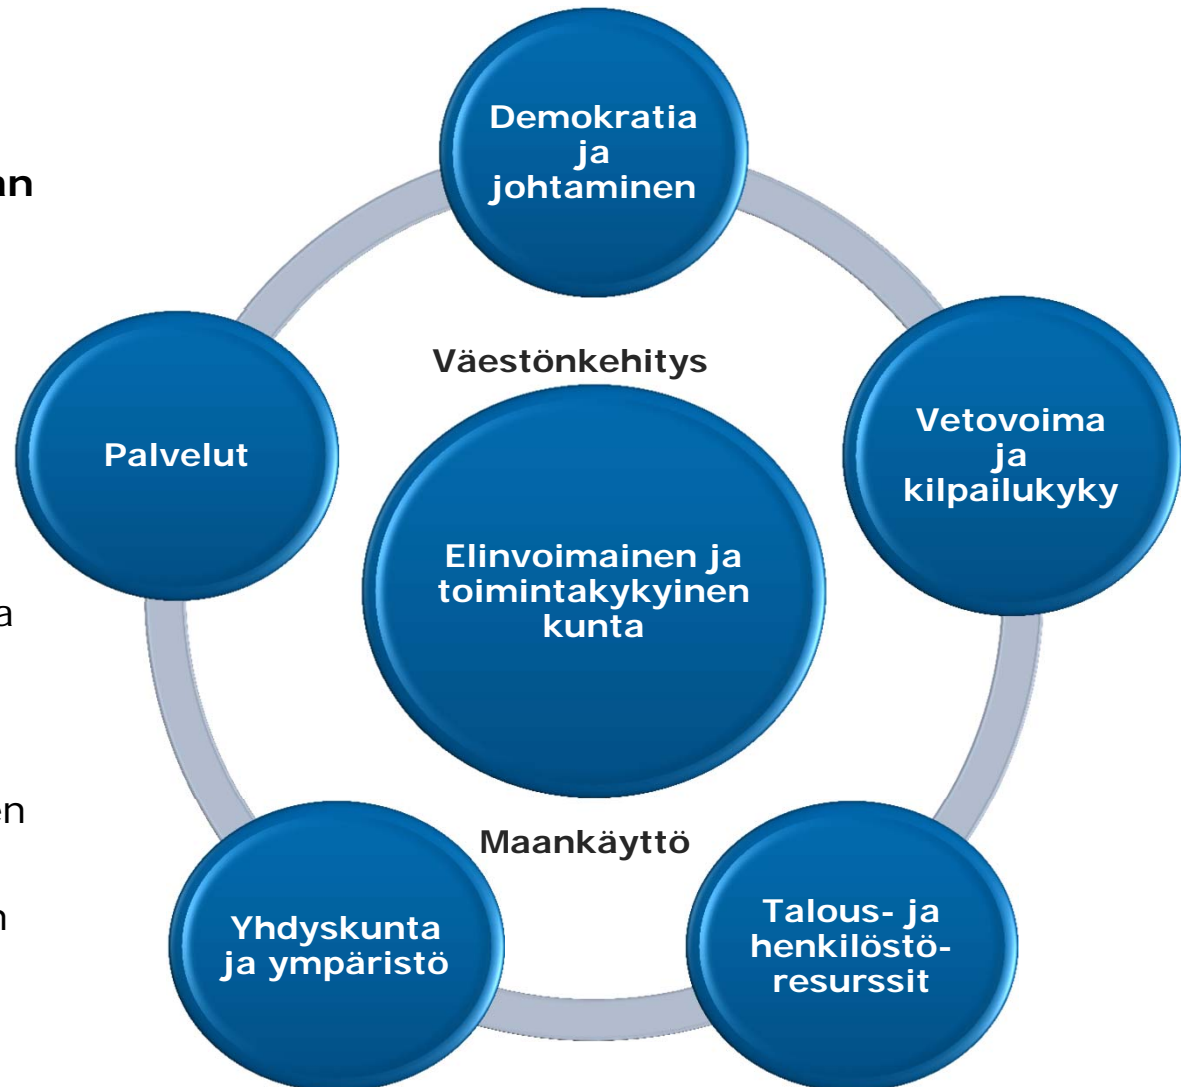 Demokratia
ja
johtaminen
Vetovoima
ja
kilpailukyky
Talous- ja
henkilöstö-
resurssit
Yhdyskunta
ja ympäristö
Palvelut
Väestönkehitys
Elinvoimainen ja
toimintakykyinen
kunta
Maankäyttö